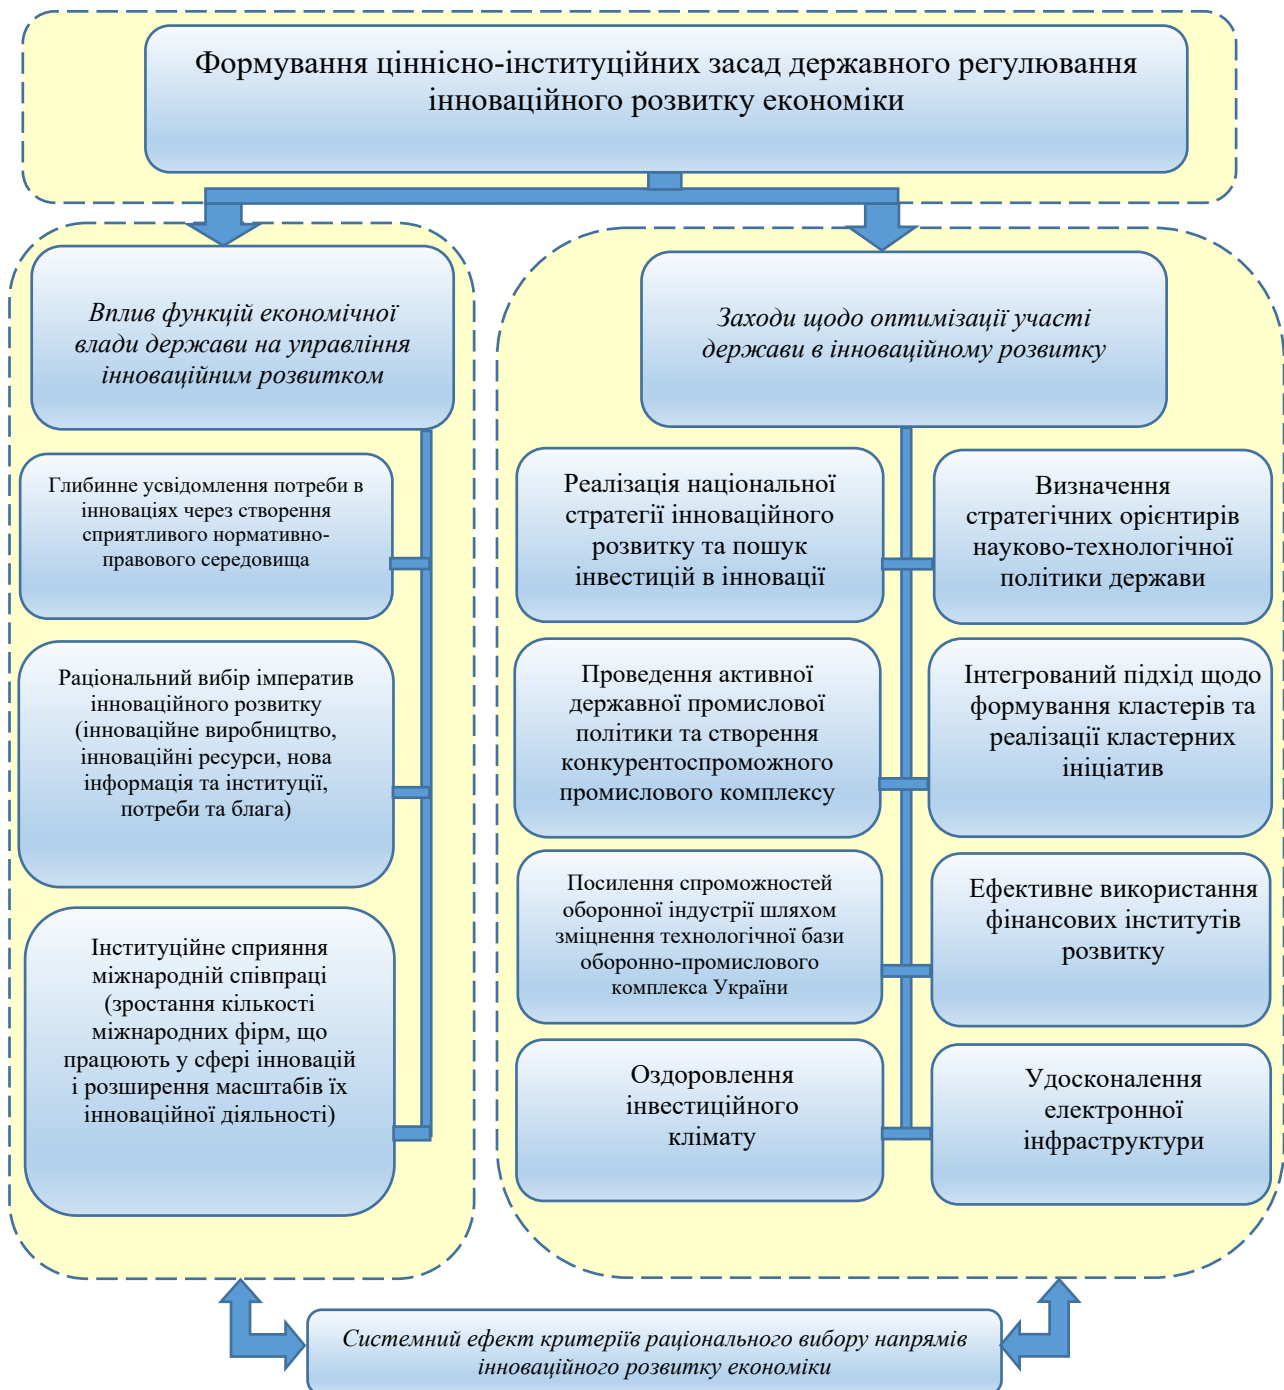 Формування ціннісно-інституційних засад державного регулювання
інноваційного розвитку економіки
Вплив функцій економічної
влади держави на управління
інноваційним розвитком
Глибинне усвідомлення потреби в
інноваціях через створення
сприятливого нормативно-
правового середовища
Раціональний вибір імператив
інноваційного розвитку
(інноваційне виробництво,
інноваційні ресурси, нова
інформація та інституції,
потреби та блага)
Інституційне сприяння
міжнародній співпраці
(зростання кількості
міжнародних фірм, що
працюють у сфері інновацій
і розширення масштабів їх
інноваційної діяльності)
Заходи щодо оптимізації участі
держави в інноваційному розвитку
Реалізація національної
стратегії інноваційного
розвитку та пошук
інвестицій в інновації
Визначення
стратегічних орієнтирів
науково-технологічної
політики держави
Проведення активної
державної промислової
політики та створення
конкурентоспроможного
промислового комплексу
Інтегрований підхід щодо
формування кластерів та
реалізації кластерних
ініціатив
Посилення спроможностей
оборонної індустрії шляхом
зміцнення технологічної бази
оборонно-промислового
комплекса України
Ефективне використання
фінансових інститутів
розвитку
Оздоровлення
інвестиційного
клімату
Удосконалення
електронної
інфраструктури
Системний ефект критеріїв раціонального вибору напрямів
інноваційного розвитку економіки